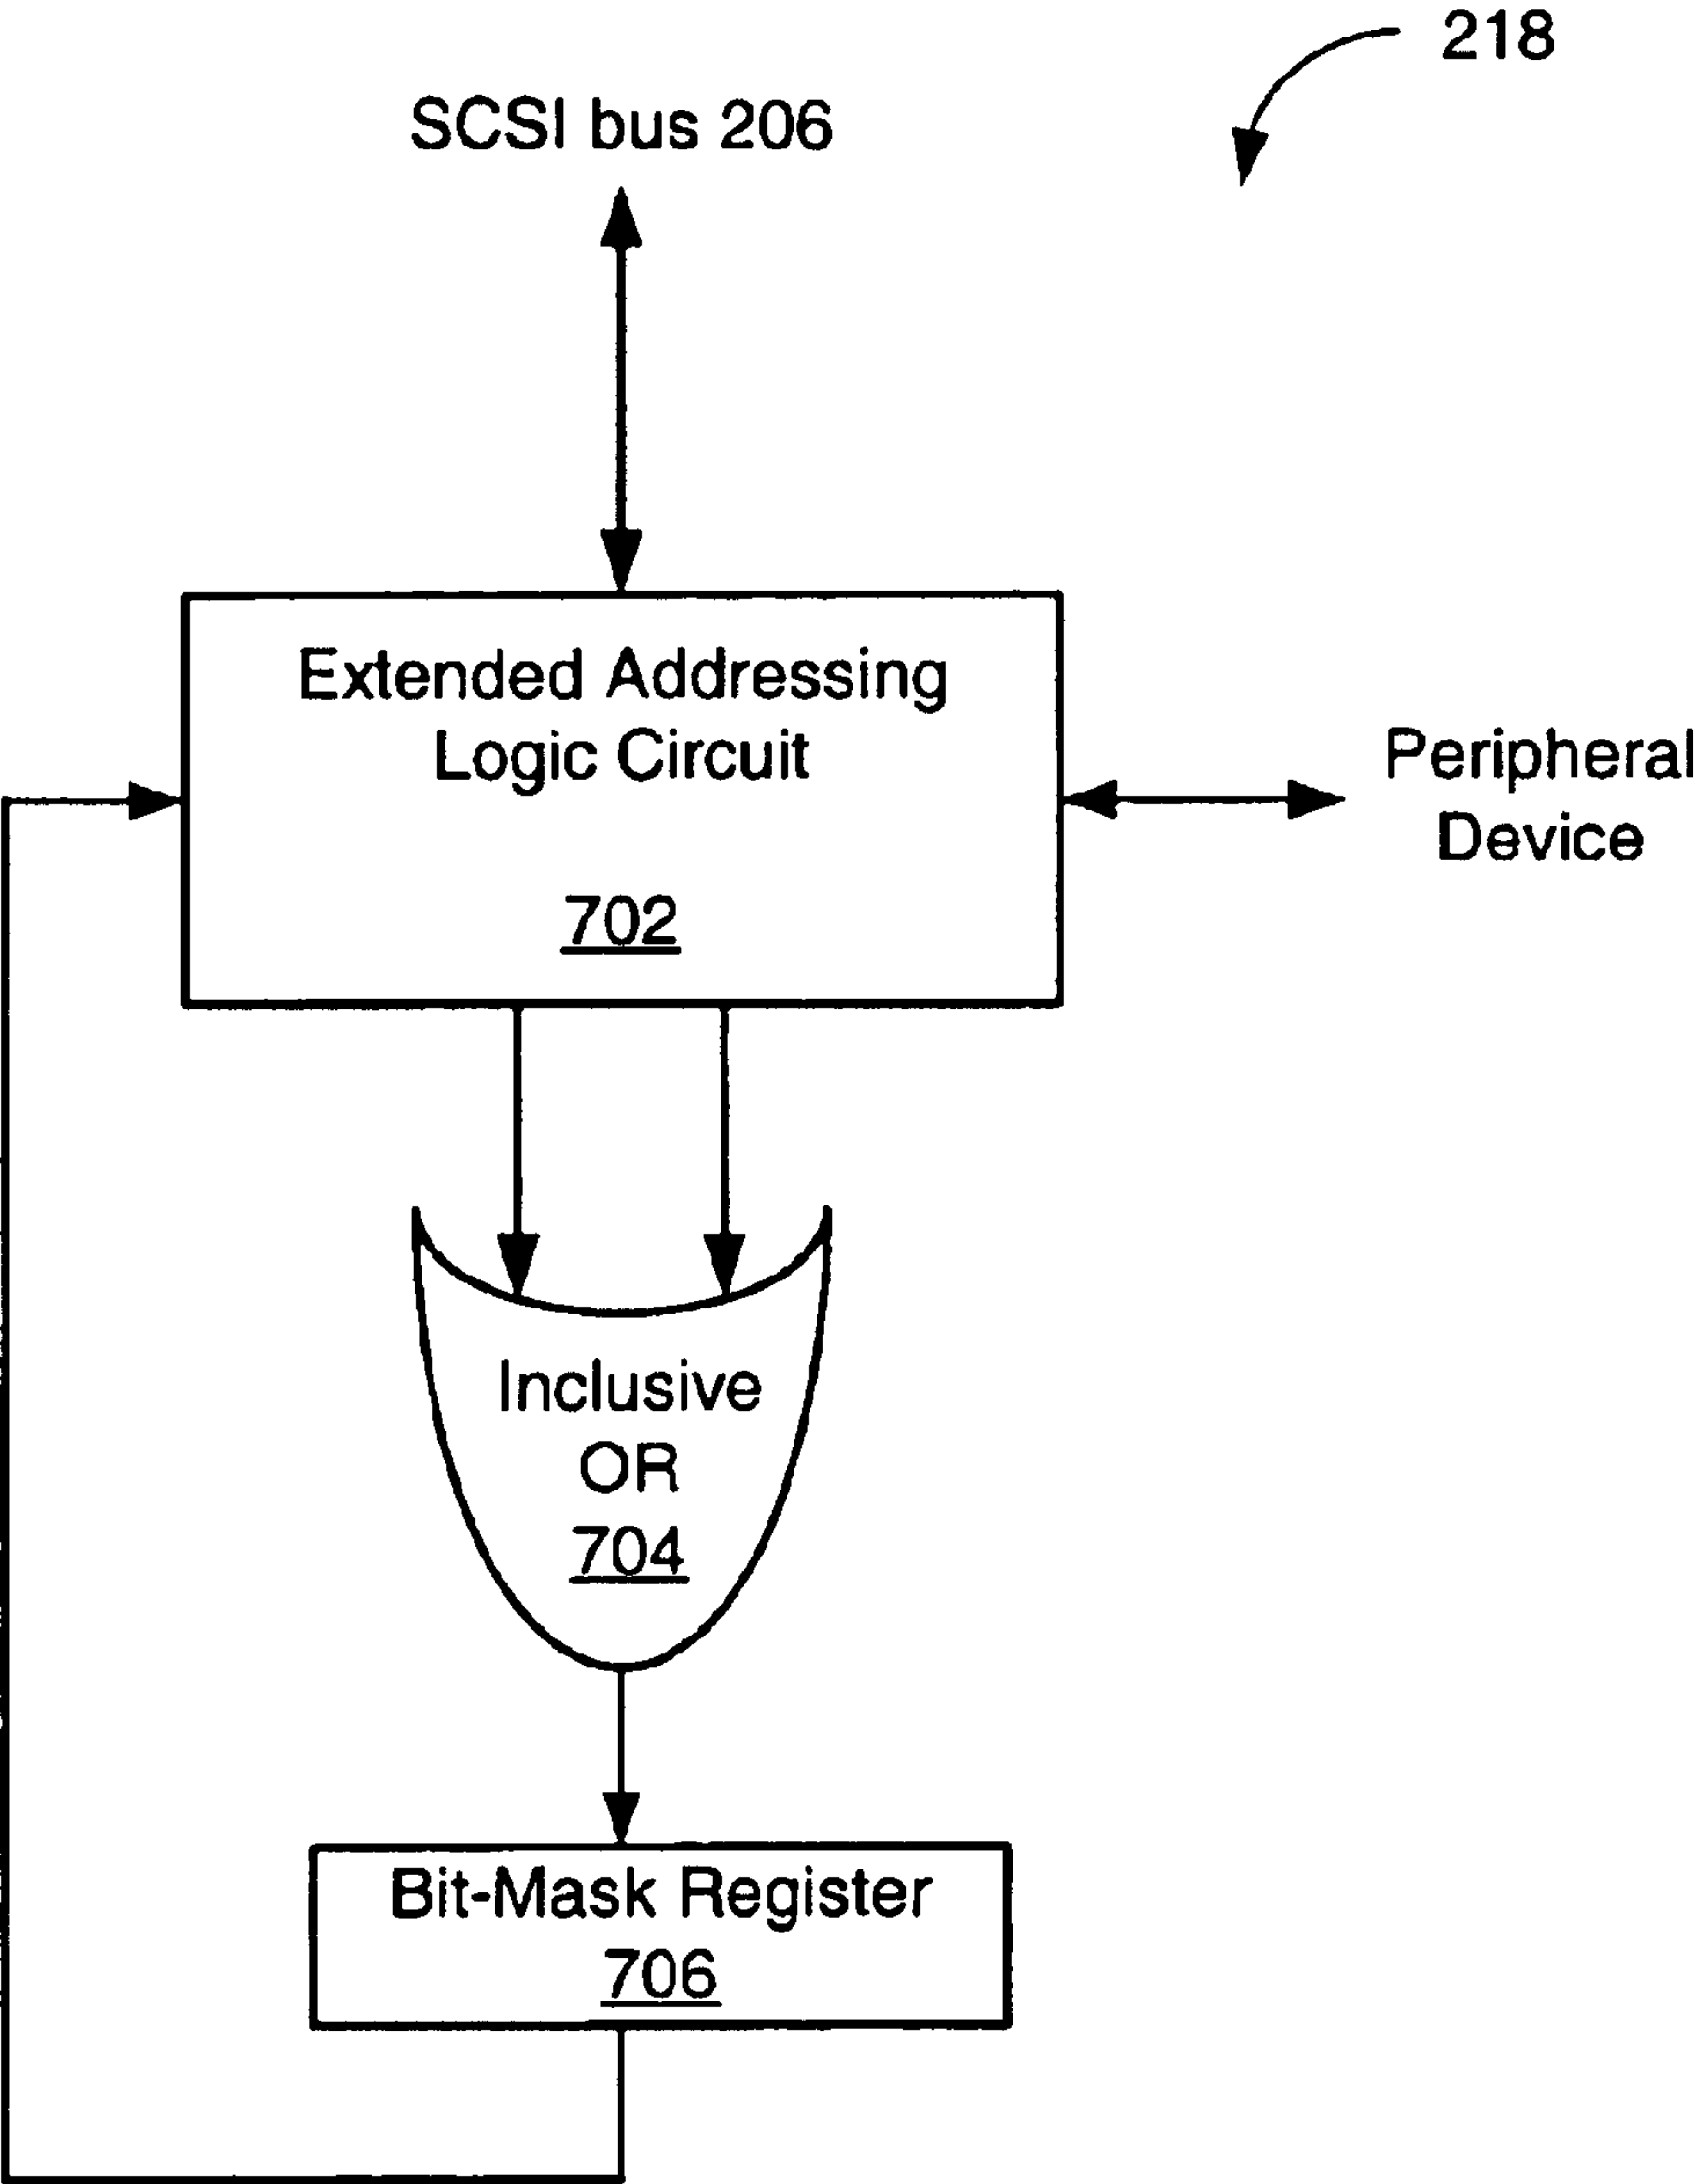 218
SCSI bus 206
Extended Addressing
Logic Circuit
702
Peripheral
Device
Inclusive
OR
704
Bit-Mask Register
706